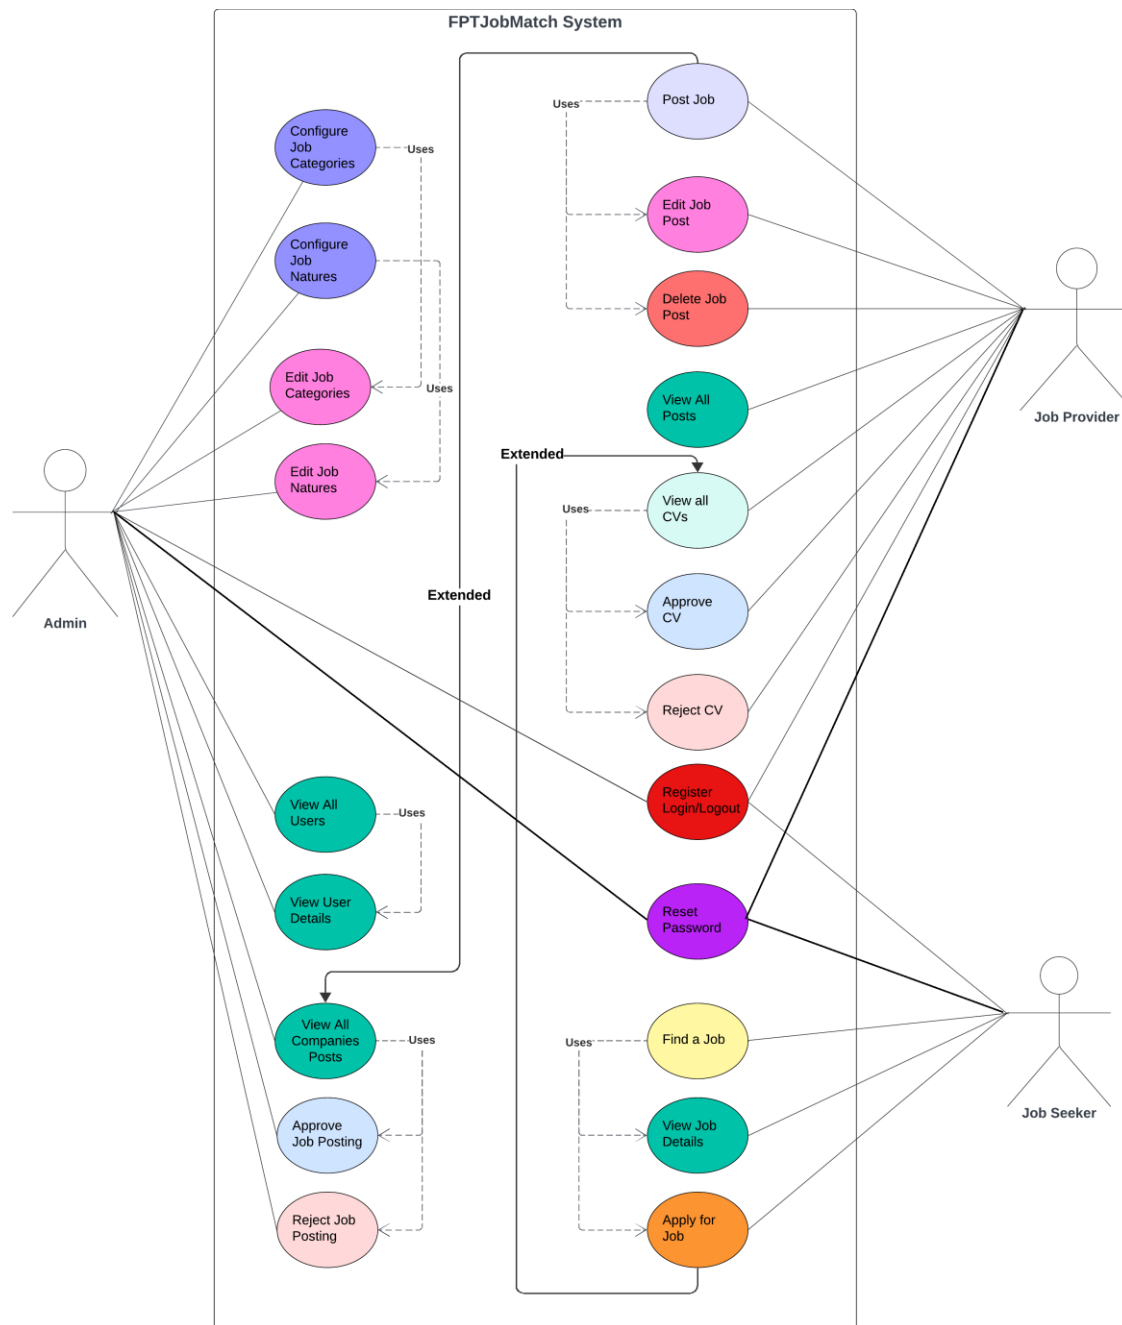 FPTJobMatch System
Post Job
Uses
Configure
Job
Categories
Uses
Edit Job
Post
Configure
Job
Natures
Delete Job
Post
Edit Job
Categories
Uses
View All
Posts
Job Provider
Edit Job
Natures
Extended
View all
CVs
Uses
Admin
Extended
Approve
CV
Reject CV
Register
Login/Logout
View All
Users
Uses
View User
Details
Reset
Password
View All
Companies
Posts
Uses
Find a Job
Uses
Job Seeker
Approve
Job Posting
View Job
Details
Reject Job
Posting
Apply for
Job